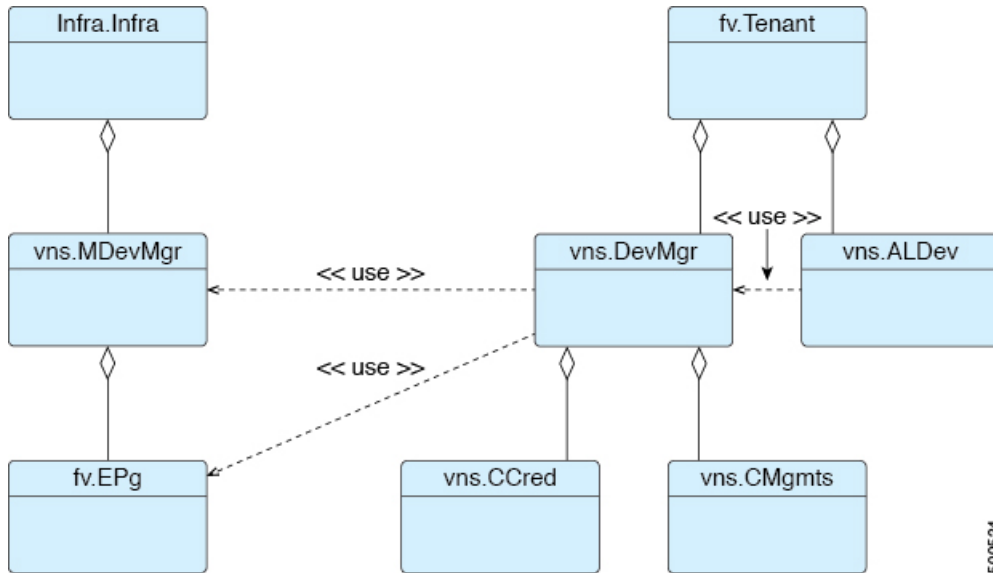 Infra.Infra
fv.Tenant
<< use >>
vns.MDevMgr
vns.DevMgr
vns.ALDev
<< use >>
<< use >>
fv.EPg
vns.CCred
vns.CMgmts